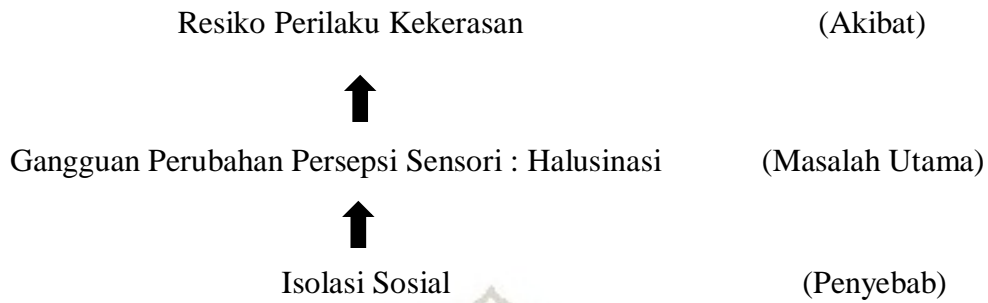 Resiko Perilaku Kekerasan (Akibat)
Gangguan Perubahan Persepsi Sensori : Halusinasi (Masalah Utama)
Isolasi Sosial (Penyebab)